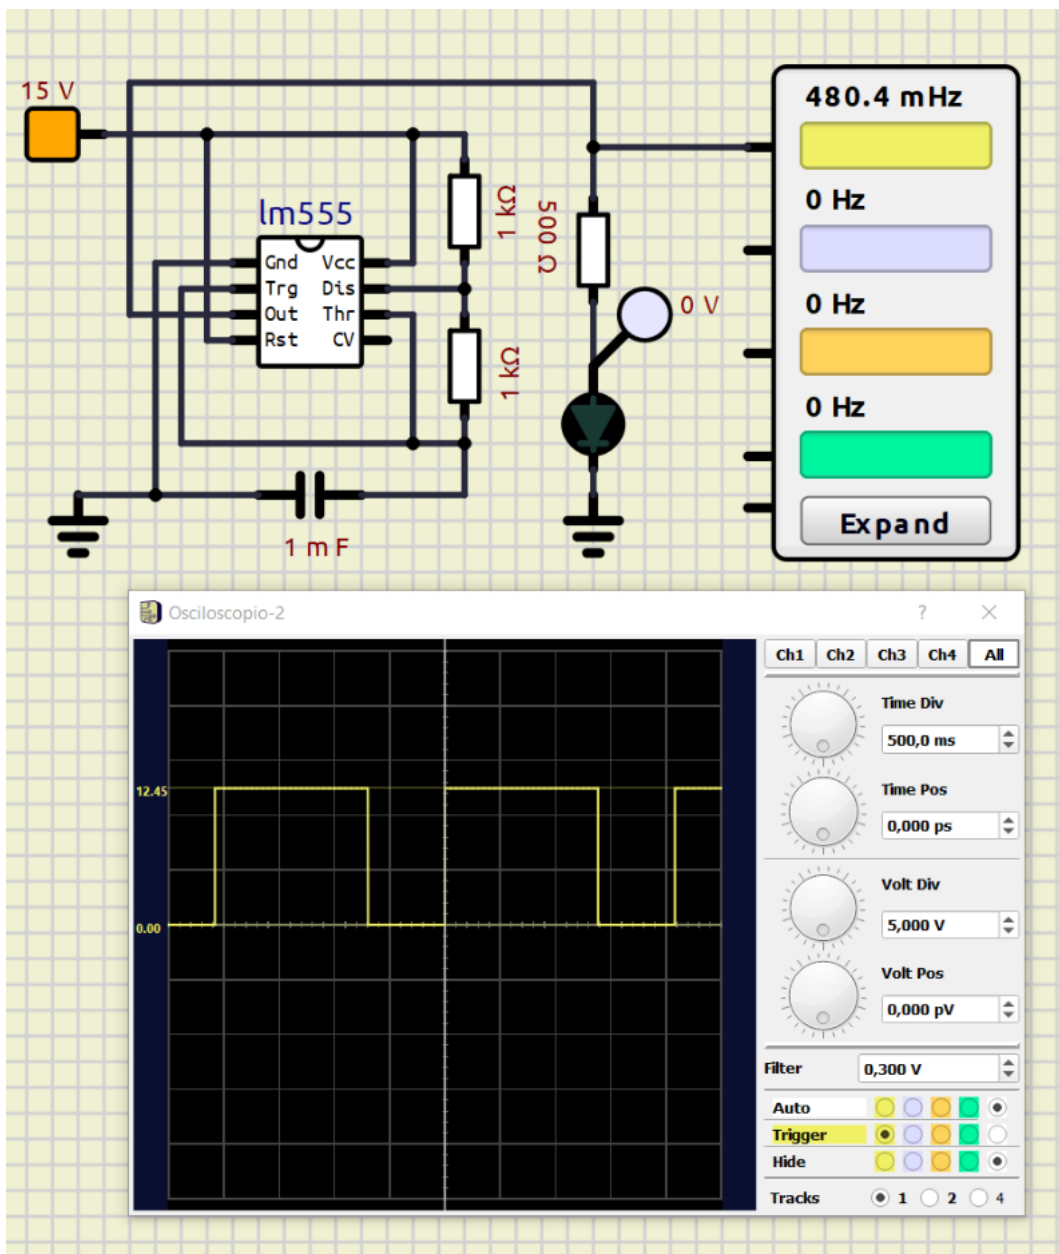 15 V
480.4 mHz
0 Hz
0 Hz
0 Hz
Expand
lm555
Gnd Vcc
Trg Dis
Out Thr
Rst CV
1 kΩ
1 kΩ
500 Ω
0 V
1 mF
Osciloscopio-2
?
12.45
0.00
Ch1 Ch2 Ch3 Ch4 All
Time Div
500,0 ms
Time Pos
0,000 ps
Volt Div
5,000 V
Volt Pos
0,000 pV
Filter 0,300 V
Auto
Trigger
Hide
Tracks 1 2 4